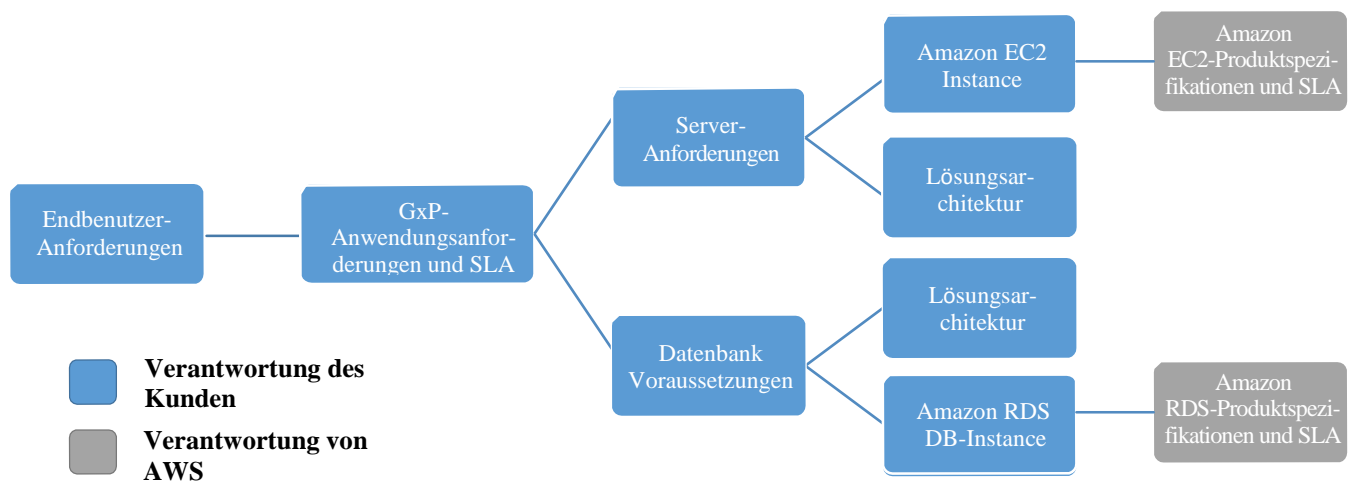 Endbenutzer-
Anforderungen
GxP-
Anwendungsanfor-
derungen und SLA
Server-
Anforderungen
Datenbank
Voraussetzungen
Amazon EC2
Instance
Lösungsar-
chitektur
Lösungsar-
chitektur
Amazon RDS
DB-Instance
Amazon
EC2-Produktspezi-
fikationen und SLA
Amazon
RDS-Produktspezi-
fikationen und SLA
Verantwortung des
Kunden
Verantwortung von
AWS